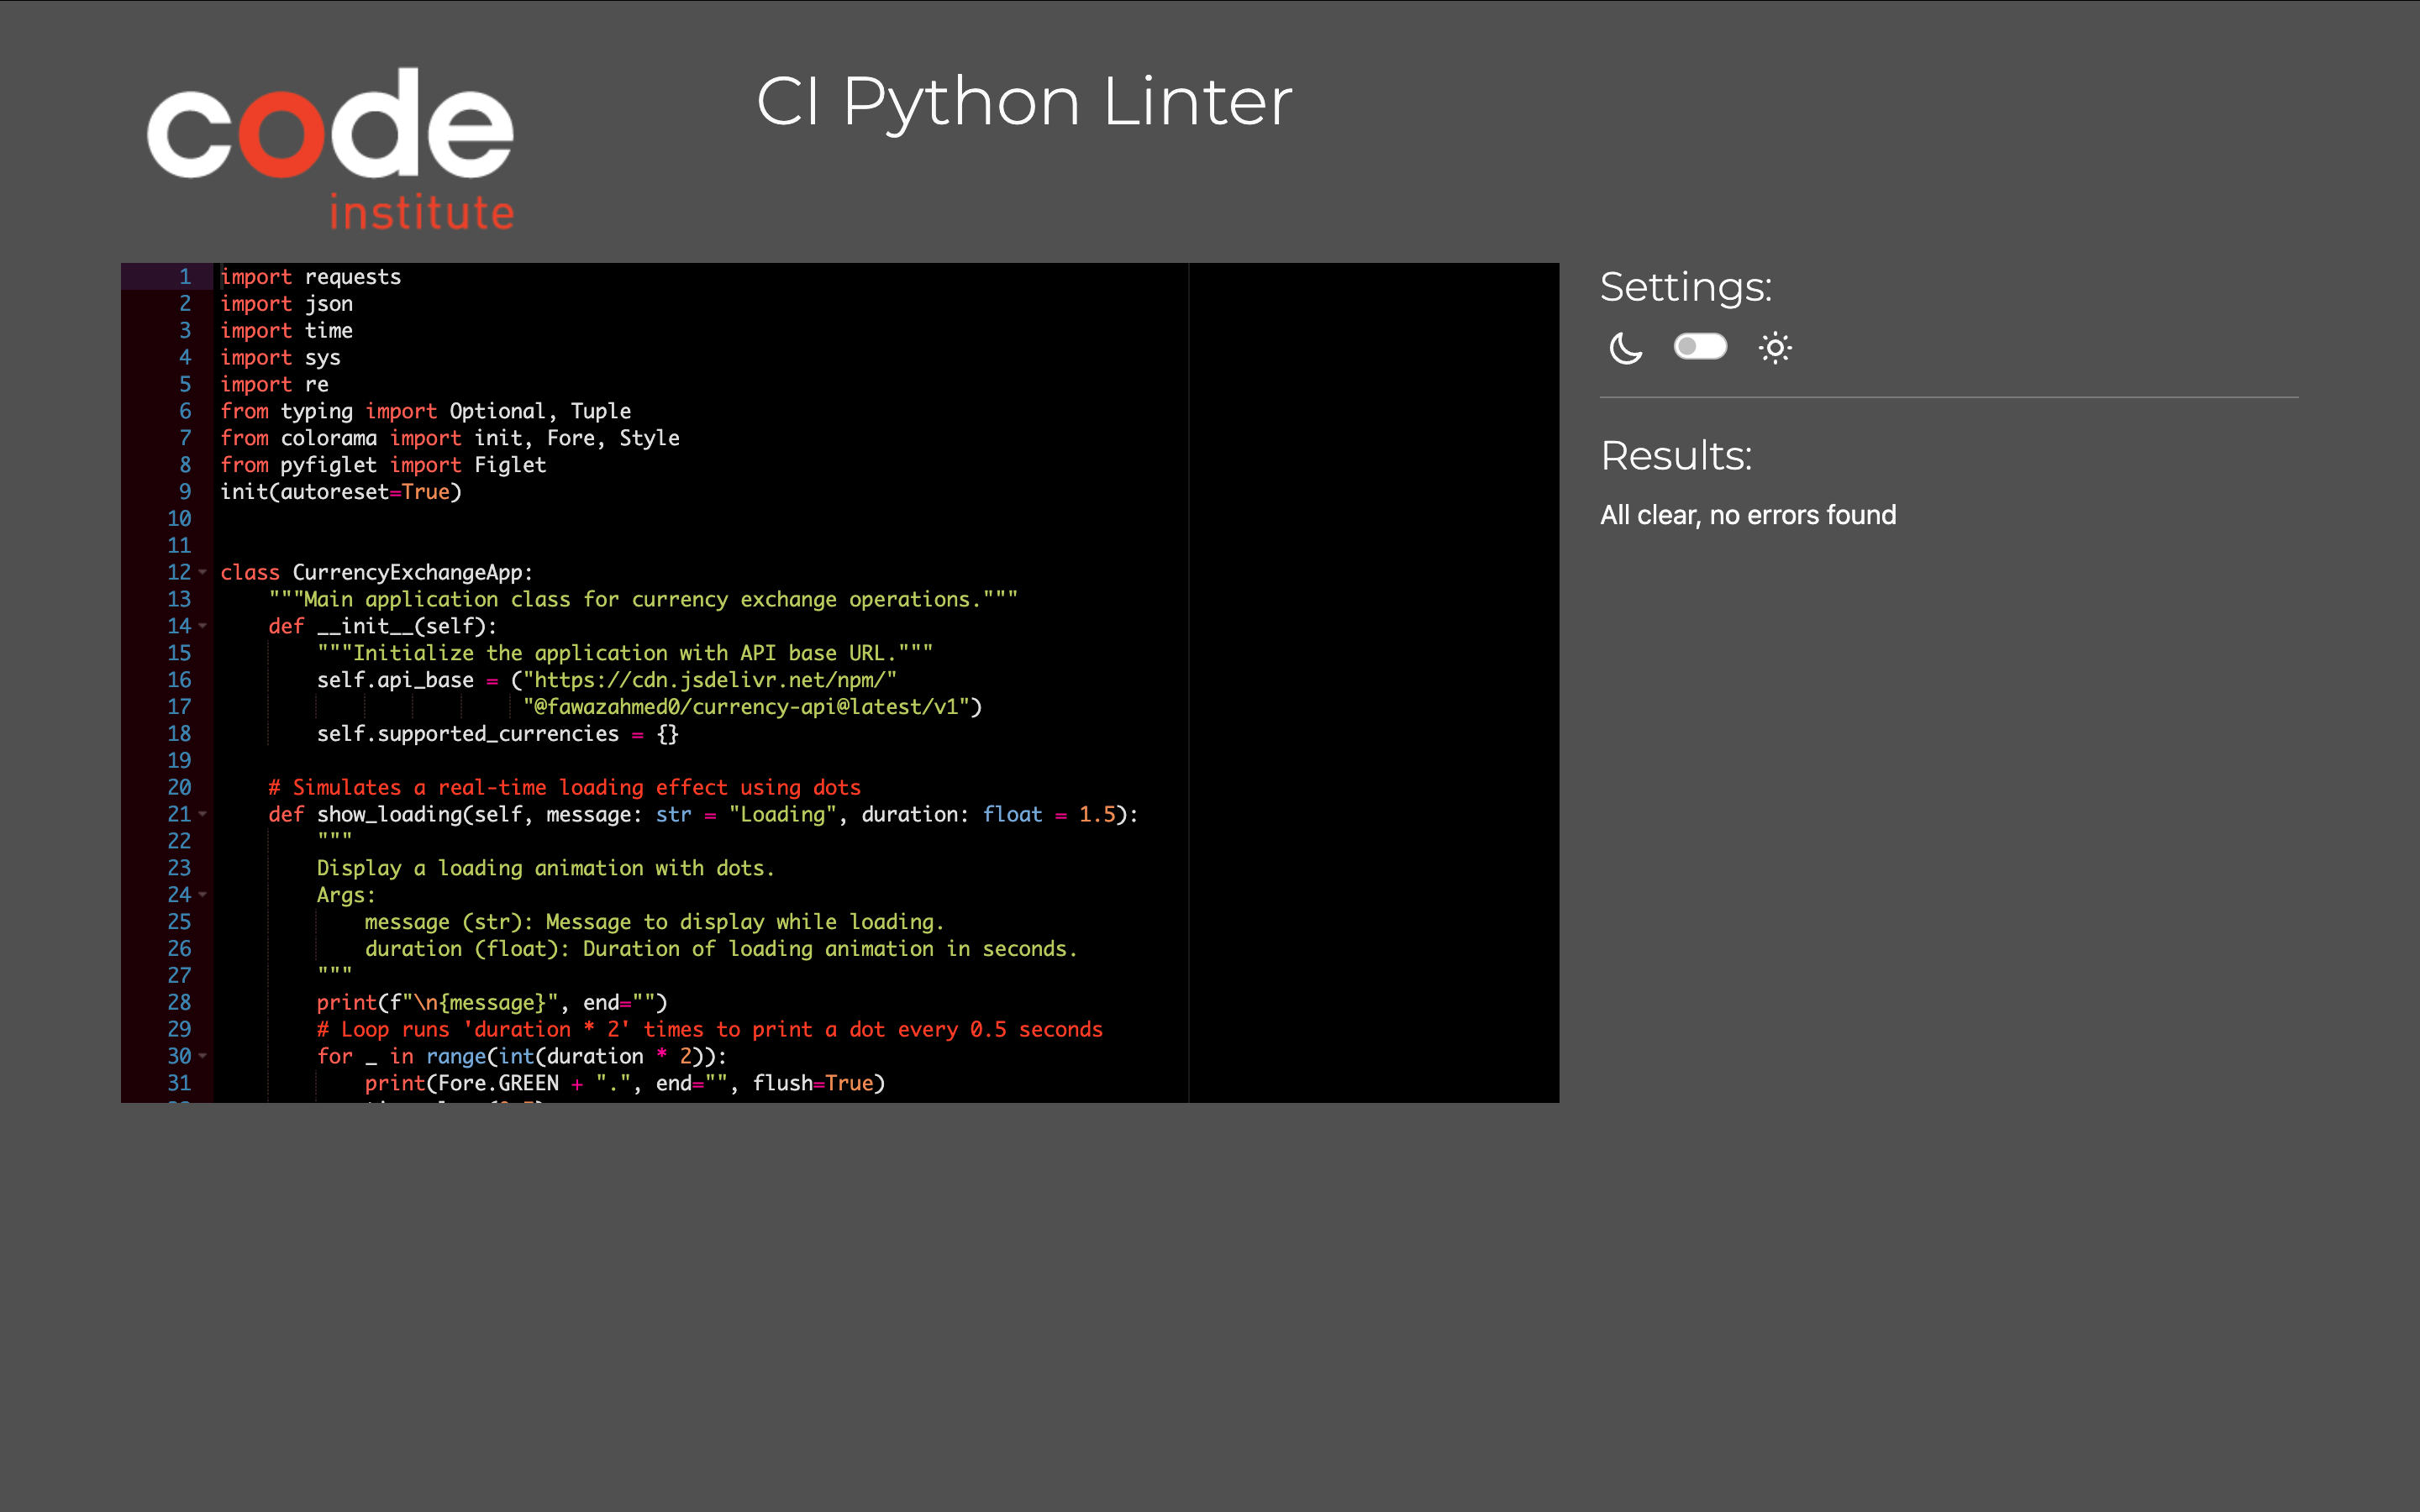 code
institute
CI Python Linter
1 import requests
2 import json
3 import time
4 import sys
5 import re
6 from typing import Optional, Tuple
7 from colorama import init, Fore, Style
8 from pyfiglet import Figlet
9 init(autoreset=True)
10
11
12 class CurrencyExchangeApp:
13     """Main application class for currency exchange operations."""
14     def __init__(self):
15         """Initialize the application with API base URL."""
16         self.api_base = ("https://cdn.jsdelivr.net/npm/"
17                          "@fawazahmed0/currency-api@latest/v1")
18         self.supported_currencies = {}
19
20     # Simulates a real-time loading effect using dots
21     def show_loading(self, message: str = "Loading", duration: float = 1.5):
22         """
23         Display a loading animation with dots.
24         Args:
25             message (str): Message to display while loading.
26             duration (float): Duration of loading animation in seconds.
27         """
28         print(f"\n{message}", end="")
29         # Loop runs 'duration * 2' times to print a dot every 0.5 seconds
30         for _ in range(int(duration * 2)):
31             print(Fore.GREEN + ".", end="", flush=True)
Settings:
Results:
All clear, no errors found